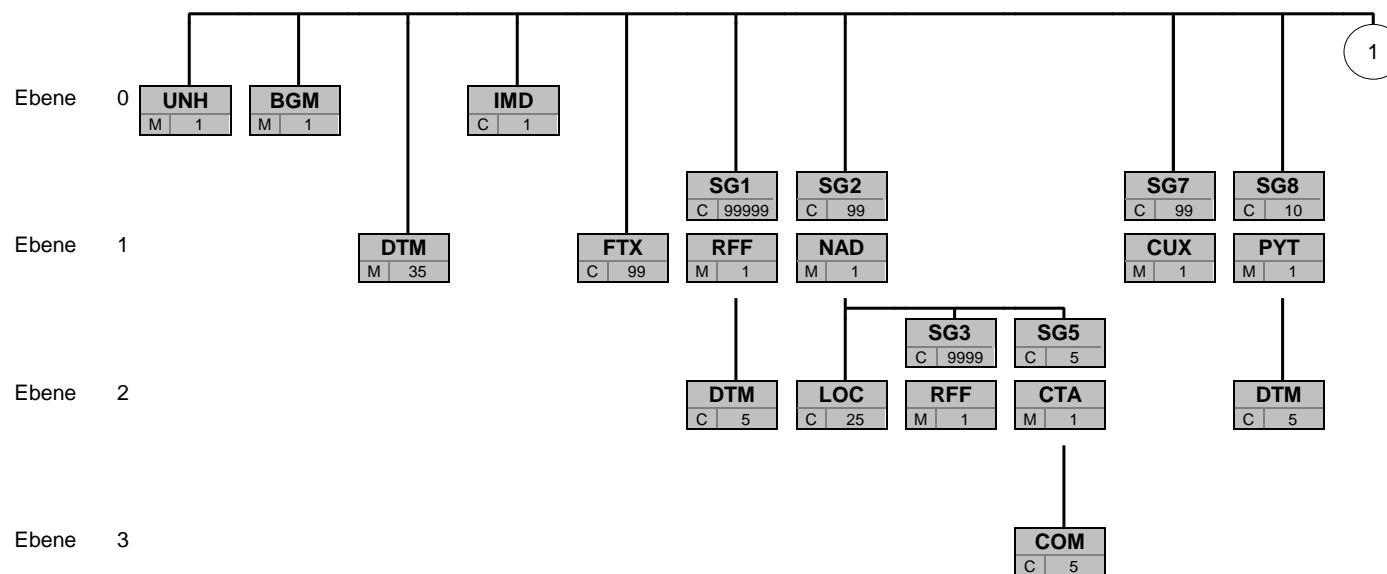 1
Ebene 0 UNH BGM IMD
M 1 M 1 C 1
SG1 SG2 SG7 SG8
C 99999 C 99 C 99 C 10
Ebene 1 DTM FTX RFF NAD CUX PYT
M 35 C 99 M 1 M 1 M 1 M 1
SG3 SG5
C 9999 C 5
Ebene 2 DTM LOC RFF CTA DTM
C 5 C 25 M 1 M 1 C 5
Ebene 3 COM
C 5